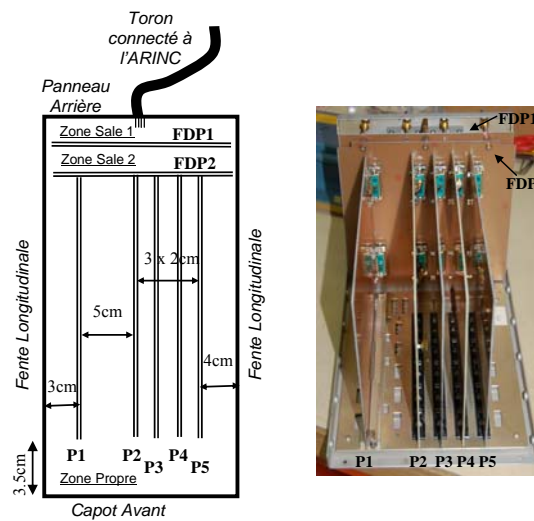 Toron
connecté à
l'ARINC
Panneau
Arrière
Zone Sale 1
FDP1
Zone Sale 2
FDP2
3 x 2cm
5cm
4cm
3cm
3.5cm
Fente Longitudinale
Fente Longitudinale
P1
P2
P3
P4
P5
Zone Propre
Capot Avant
FDP1
FDP
P1
P2
P3
P4
P5